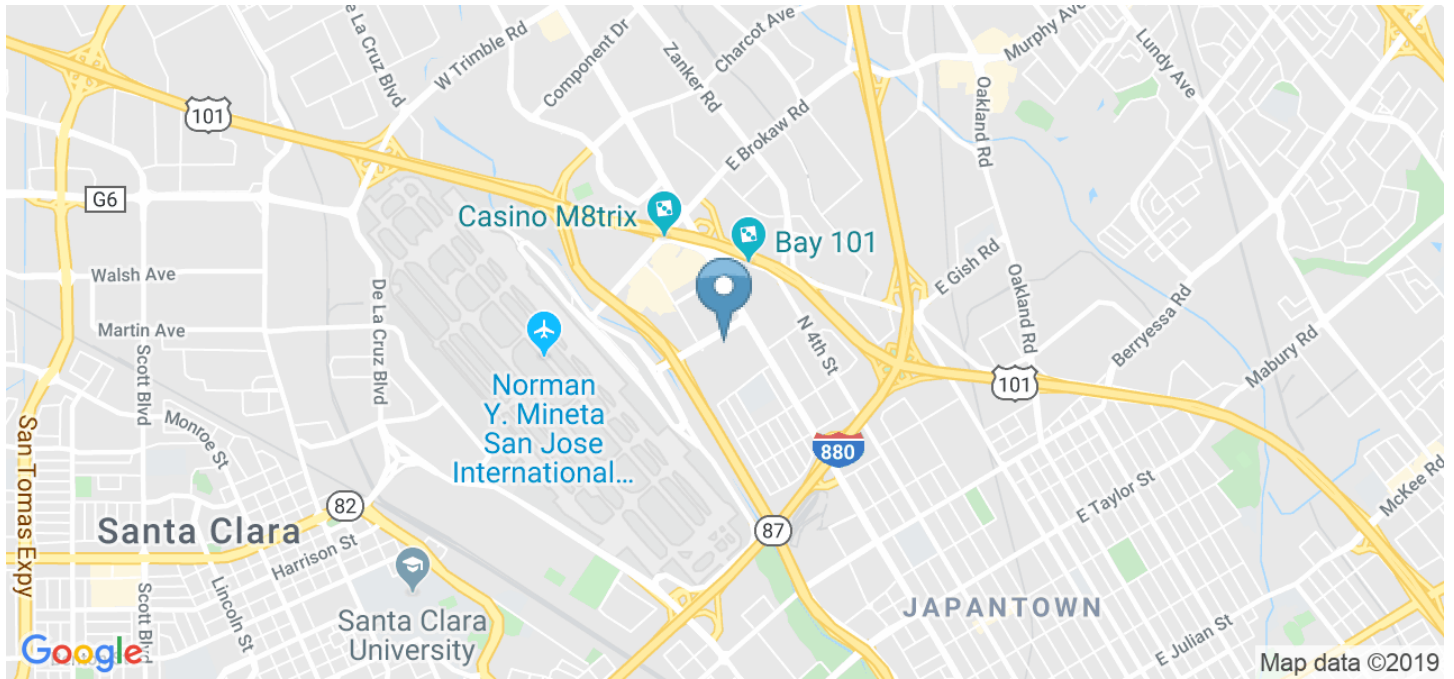 De La Cruz Blvd
W Trimble Rd
Component Dr
Zanker Rd
Charcot Ave
Murphy Ave
Lundy Ave
101
Oakland Rd
E Brokaw Rd
G6
Casino M8trix
Bay 101
Walsh Ave
De La Cruz Blvd
E Gish Rd
Oakland Rd
Berryessa Rd
Martin Ave
Scott Blvd
N 4th St
Mabury Rd
Norman
Y. Mineta
San Jose
International...
101
San Tomas Expy
Monroe St
880
McKee Rd
E Taylor St
82
Santa Clara
87
Harrison St
Scott Blvd
Lincoln St
Santa Clara
University
JAPANTOWN
E Julian St
Google
Map data ©2019